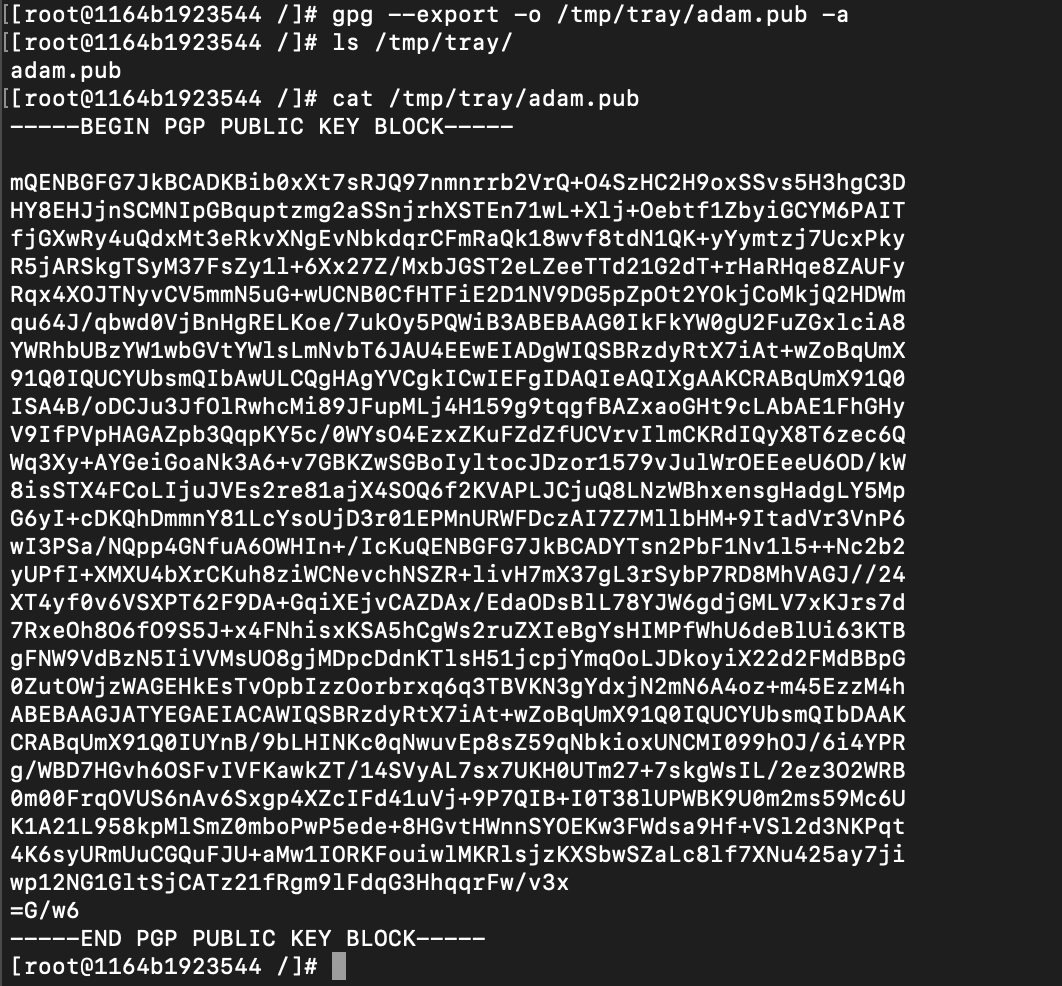 [[root@1164b1923544 /]# gpg --export -o /tmp/tray/adam.pub -a
[[root@1164b1923544 /]# ls /tmp/tray/
adam.pub
[[root@1164b1923544 /]# cat /tmp/tray/adam.pub
-----BEGIN PGP PUBLIC KEY BLOCK-----

mQENBGFG7JkBCADKBib0xXt7sRJQ97nmnrrb2VrQ+O4SzHC2H9oxSSvs5H3hgC3D
HY8EHJjnSCMNIpGBquptzmg2aSSnjrhXSTEn71wL+Xlj+Oebtf1ZbyiGCYM6PAIT
fjGXwRy4uQdxMt3eRkvXNgEvNbkdqrCFmRaQk18wvf8tdN1QK+yYymtzj7UcxPky
R5jARSkgTSyM37FsZy1l+6Xx27Z/MxbJGST2eLZeeTTd21G2dT+rHaRHqe8ZAUFy
Rqx4XOJTNyvCV5mmN5uG+wUCNB0CfHTFiE2D1NV9DG5pZpOt2YOkjCoMkjQ2HDWm
qu64J/qbwd0VjBnHgRELKoe/7ukOy5PQWiB3ABEBAAG0IkFkYW0gU2FuZGxlciA8
YWRhbUBzYW1wbGVtYWlsLmNvbT6JAU4EEwEIADgWIQSBRzdyRtX7iAt+wZoBqUmX
91Q0IQUCYUbsmQIbAwULCQgHAgYVCgkICwIEFgIDAQIeAQIXgAAKCRABqUmX91Q0
ISA4B/oDCJu3JfOlRwhcMi89JFupMLj4H159g9tqgfBAZxaoGHt9cLAbAE1FhGHy
V9IfPVpHAGAZpb3QqpKY5c/0WYsO4EzxZKuFZdZfUCVrvIlmCKRdIQyX8T6zec6Q
Wq3Xy+AYGeiGoaNk3A6+v7GBKZwSGBoIyltocJDzor1579vJulWrOEEeeU6OD/kW
8isSTX4FCoLIjuJVEs2re81ajX4SOQ6f2KVAPLJCjuQ8LNzWBhxensgHadgLY5Mp
G6yI+cDKQhDmmnY81LcYsoUjD3r01EPMnURWFDczAI7Z7MllbHM+9ItadVr3VnP6
wI3PSa/NQpp4GNfuA6OWHIn+/IcKuQENBGFG7JkBCADYTsn2PbF1Nv1l5++Nc2b2
yUPfI+XMXU4bXrCKuh8ziWCNevchNSZR+livH7mX37gL3rSybP7RD8MhVAGJ//24
XT4yf0v6VSXPT62F9DA+GqiXEjvCAZDAx/EdaODsBlL78YJW6gdjGMLV7xKJrs7d
7RxeOh8O6fO9S5J+x4FNhisxKSA5hCgWs2ruZXIeBgYsHIMPfWhU6deBlUi63KTB
gFNW9VdBzN5IiVVMsUO8gjMDpcDdnKTlsH51jcpjYmqOoLJDkoyiX22d2FMdBBpG
0ZutOWjzWAGEHkEsTvOpbIzzOorbrxq6q3TBVKN3gYdxjN2mN6A4oz+m45EzzM4h
ABEBAAGJATYEGAEIACAWIQSBRzdyRtX7iAt+wZoBqUmX91Q0IQUCYUbsmQIbDAAK
CRABqUmX91Q0IUYnB/9bLHINKc0qNwuvEp8sZ59qNbkioxUNCMI099hOJ/6i4YPR
g/WBD7HGvh6OSFvIVFKawkZT/14SVyAL7sx7UKH0UTm27+7skgWsIL/2ez3O2WRB
0m00FrqOVUS6nAv6Sxgp4XZcIFd41uVj+9P7QIB+I0T38lUPWBK9U0m2ms59Mc6U
K1A21L958kpMlSmZ0mboPwP5ede+8HGvtHWnnSYOEKw3FWdsa9Hf+VSl2d3NKPqt
4K6syURmUuCGQuFJU+aMw1IORKFouiwlMKRlsjzKXSbwSZaLc8lf7XNu425ay7ji
wp12NG1GltSjCATz21fRgm9lFdqG3HhqqrFw/v3x
=G/w6
-----END PGP PUBLIC KEY BLOCK-----
[root@1164b1923544 /]#